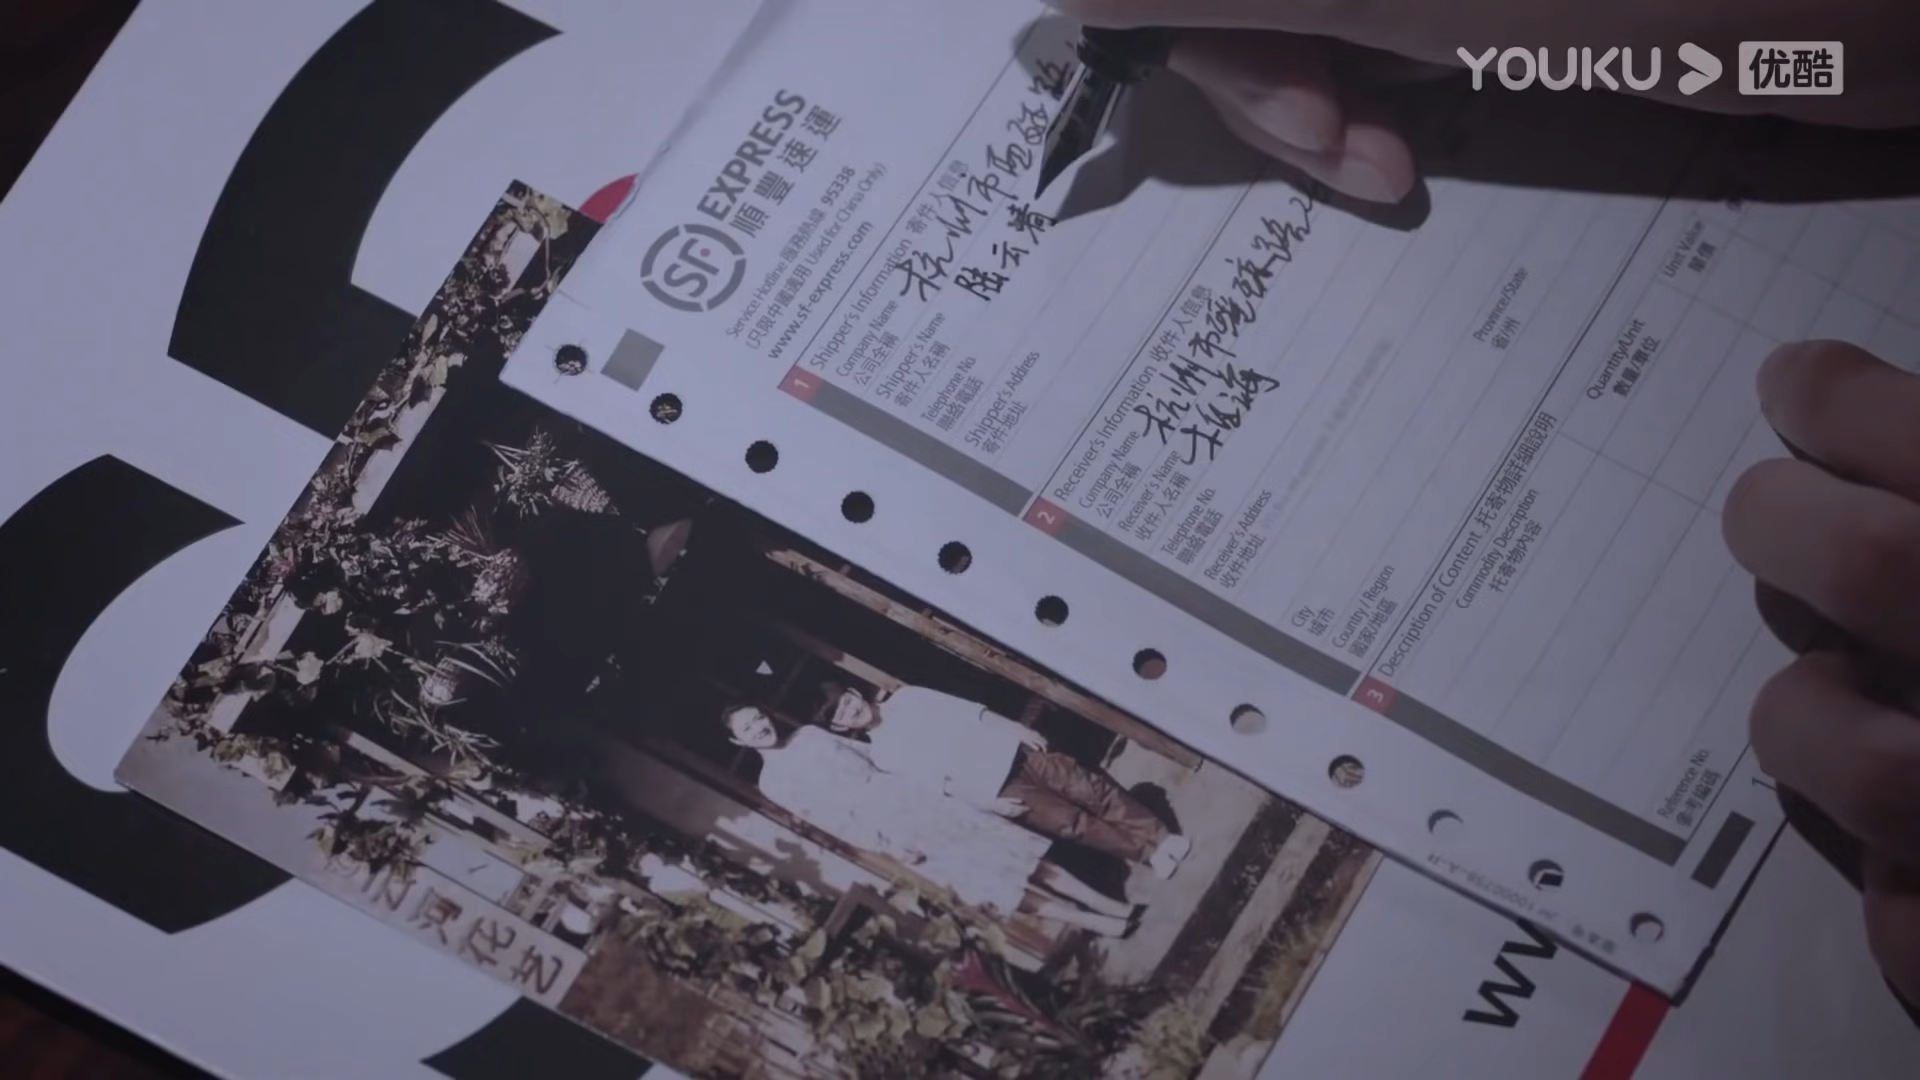 YOUKU 优酷
SF EXPRESS
順豐速運
Service Hotline 服務熱線 95338
(只限中國適用 Used for China Only)
www.sf-express.com
1 Shipper's Information 寄件人信息
Company Name
公司全稱
杭州市
Shipper's Name
寄件人名稱
陆云
Telephone No.
聯絡電話
Shipper's Address
寄件地址
2 Receiver's Information 收件人信息
Company Name
公司全稱
杭州市
Receiver's Name
收件人名稱
Telephone No.
聯絡電話
Receiver's Address
收件地址
City
城市
Province/State
省/州
Country / Region
國家/地區
3 Description of Content 托寄物詳細說明
Commodity Description
托寄物內容
Quantity/Unit
數量/單位
Unit Value
單價
Reference No.
參考編碼